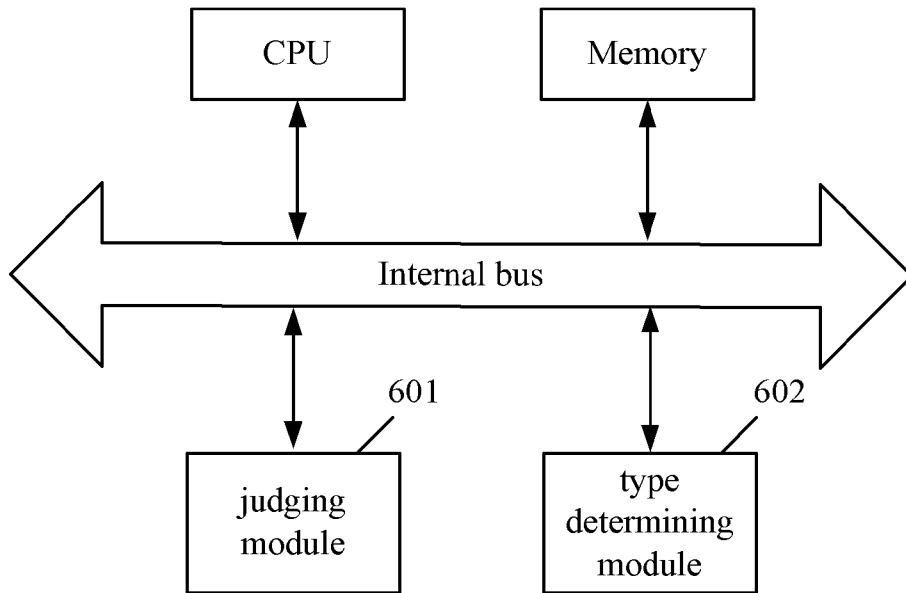 CPU
Memory
Internal bus
601
602
judging
module
type
determining
module